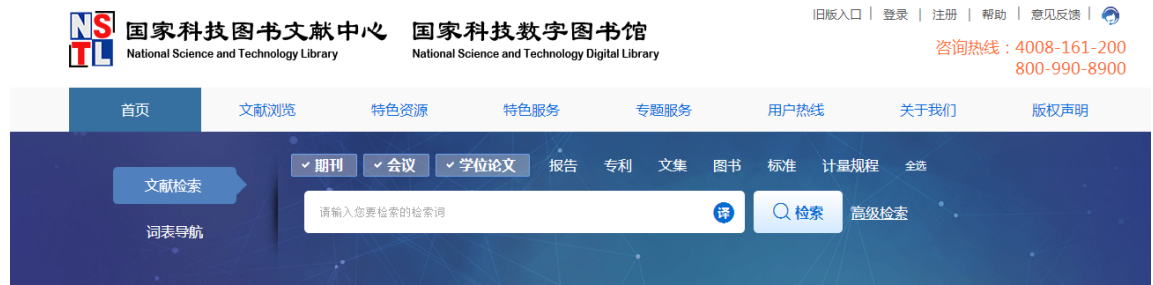 旧版入口 | 登录 | 注册 | 帮助 | 意见反馈 |
NSTL
国家科技图书文献中心 国家科技数字图书馆
National Science and Technology Library National Science and Technology Digital Library
咨询热线：4008-161-200
800-990-8900
首页 文献浏览 特色资源 特色服务 专题服务 用户热线 关于我们 版权声明
期刊 会议 学位论文 报告 专利 文集 图书 标准 计量规程 全选
文献检索
请输入您要检索的检索词 译 检索 高级检索
词表导航